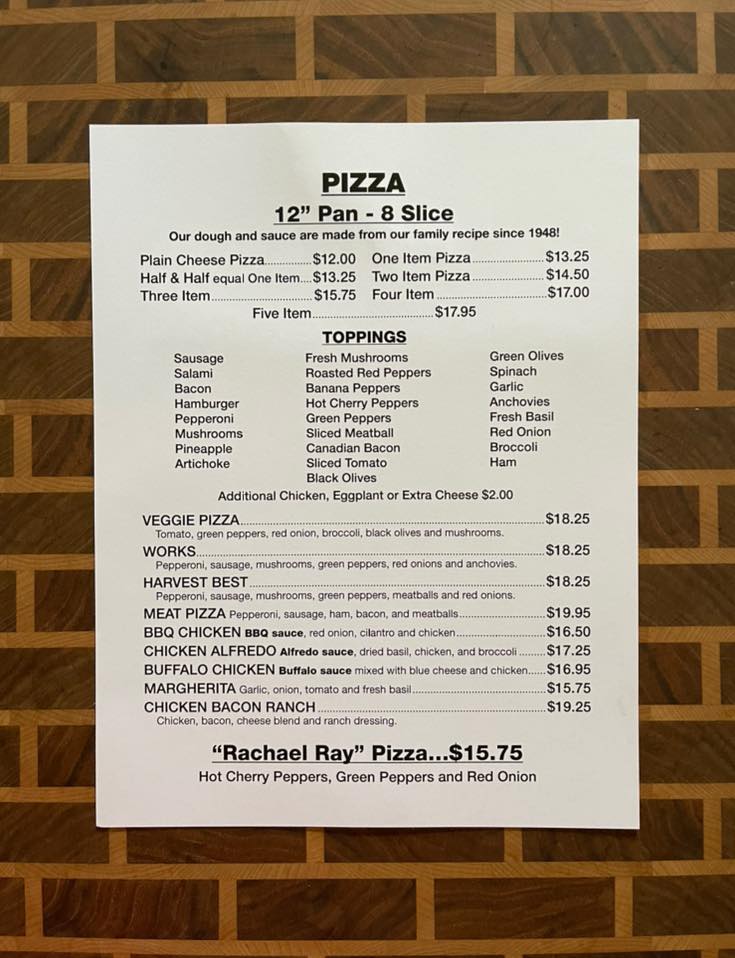 PIZZA
12” Pan - 8 Slice
Our dough and sauce are made from our family recipe since 1948!
Plain Cheese Pizza..............$12.00 One Item Pizza........................$13.25
Half & Half equal One Item....$13.25 Two Item Pizza........................$14.50
Three Item..............................$15.75 Four Item.................................$17.00
Five Item...................................$17.95
TOPPINGS
Sausage Fresh Mushrooms Green Olives
Salami Roasted Red Peppers Spinach
Bacon Banana Peppers Garlic
Hamburger Hot Cherry Peppers Anchovies
Pepperoni Green Peppers Fresh Basil
Mushrooms Sliced Meatball Red Onion
Pineapple Canadian Bacon Broccoli
Artichoke Sliced Tomato Ham
Black Olives
Additional Chicken, Eggplant or Extra Cheese $2.00
VEGGIE PIZZA........................................................................$18.25
Tomato, green peppers, red onion, broccoli, black olives and mushrooms.
WORKS..................................................................................$18.25
Pepperoni, sausage, mushrooms, green peppers, red onions and anchovies.
HARVEST BEST......................................................................$18.25
Pepperoni, sausage, mushrooms, green peppers, meatballs and red onions.
MEAT PIZZA Pepperoni, sausage, ham, bacon, and meatballs......................$19.95
BBQ CHICKEN BBQ sauce, red onion, cilantro and chicken.......................$16.50
CHICKEN ALFREDO Alfredo sauce, dried basil, chicken, and broccoli .......$17.25
BUFFALO CHICKEN Buffalo sauce mixed with blue cheese and chicken.....$16.95
MARGHERITA Garlic, onion, tomato and fresh basil...................................$15.75
CHICKEN BACON RANCH.........................................................$19.25
Chicken, bacon, cheese blend and ranch dressing.
“Rachael Ray” Pizza...$15.75
Hot Cherry Peppers, Green Peppers and Red Onion